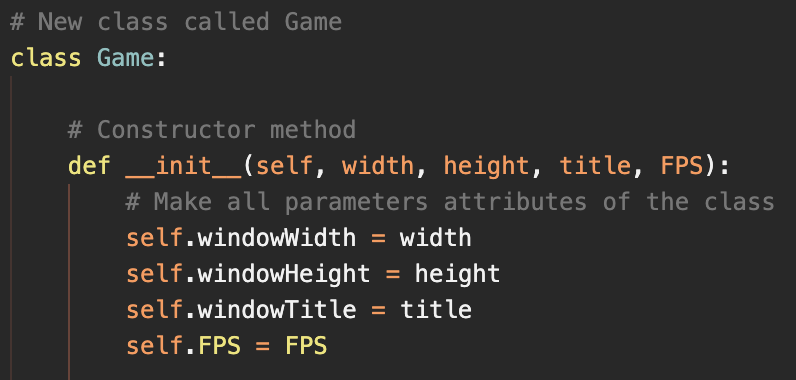 # New class called Game
class Game:
# Constructor method
def __init__(self, width, height, title, FPS):
# Make all parameters attributes of the class
self.windowWidth = width
self.windowHeight = height
self.windowTitle = title
self.FPS = FPS